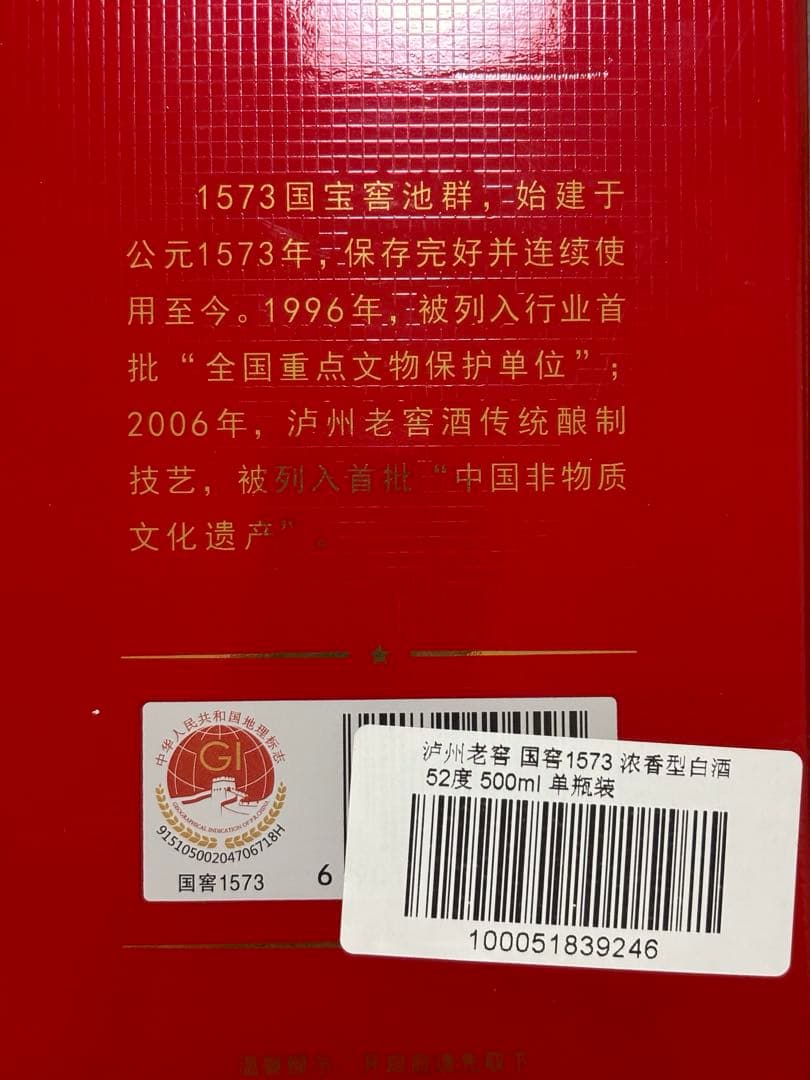 1573国宝窖池群，始建于
公元1573年，保存完好并连续使
用至今。1996年，被列入行业首
批“全国重点文物保护单位”；
2006年，泸州老窖酒传统酿制
技艺，被列入首批“中国非物质
文化遗产”。
中华人民共和国地理标志
GI
GEOGRAPHICAL INDICATION OF P.R.CHINA
91510500204706718H
国窖1573
6
泸州老窖 国窖1573 浓香型白酒
52度 500ml 单瓶装
100051839246